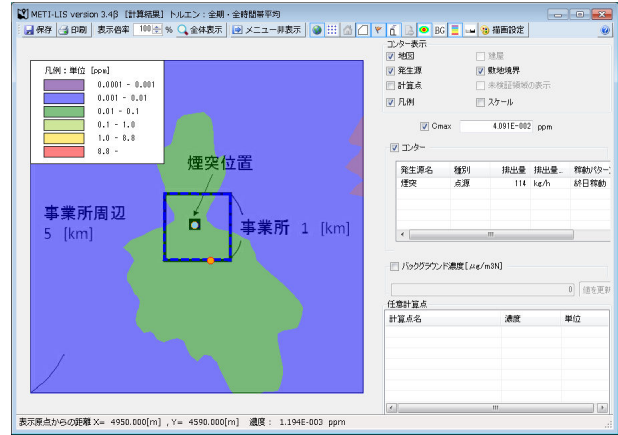 METI-LIS version 3.4β 【計算結果】トルエン：全期・全時間帯平均
保存 印刷 表示倍率 100 % 全体表示 メニュー非表示 BG 描画設定
コンター表示
地図 建屋
発生源 敷地境界
計算点 未検証領域の表示
凡例 スケール
Cmax 4.091E-002 ppm
コンター
発生源名 種別 排出量 排出量_ 稼動パターン
煙突 点源 114 kg/h 終日稼動
バックグラウンド濃度[μg/m3N]
0 値を更新
任意計算点
計算点名 濃度 単位
凡例：単位 [ppm]
0.0001 - 0.001
0.001 - 0.01
0.01 - 0.1
0.1 - 1.0
1.0 - 8.8
8.8 -
煙突位置
事業所周辺
5 [km]
事業所 1 [km]
表示原点からの距離 X= 4950.000[m] , Y= 4590.000[m] 濃度： 1.194E-003 ppm